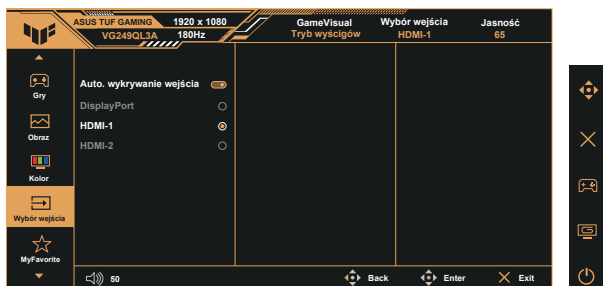 ASUS TUF GAMING 1920 x 1080 GameVisual Wybór wejścia Jasność
VG249QL3A 180Hz Tryb wyścigów HDMI-1 65
Gry
Obraz
Kolor
Wybór wejścia
MyFavorite
Auto. wykrywanie wejścia
DisplayPort
HDMI-1
HDMI-2
50 Back Enter Exit